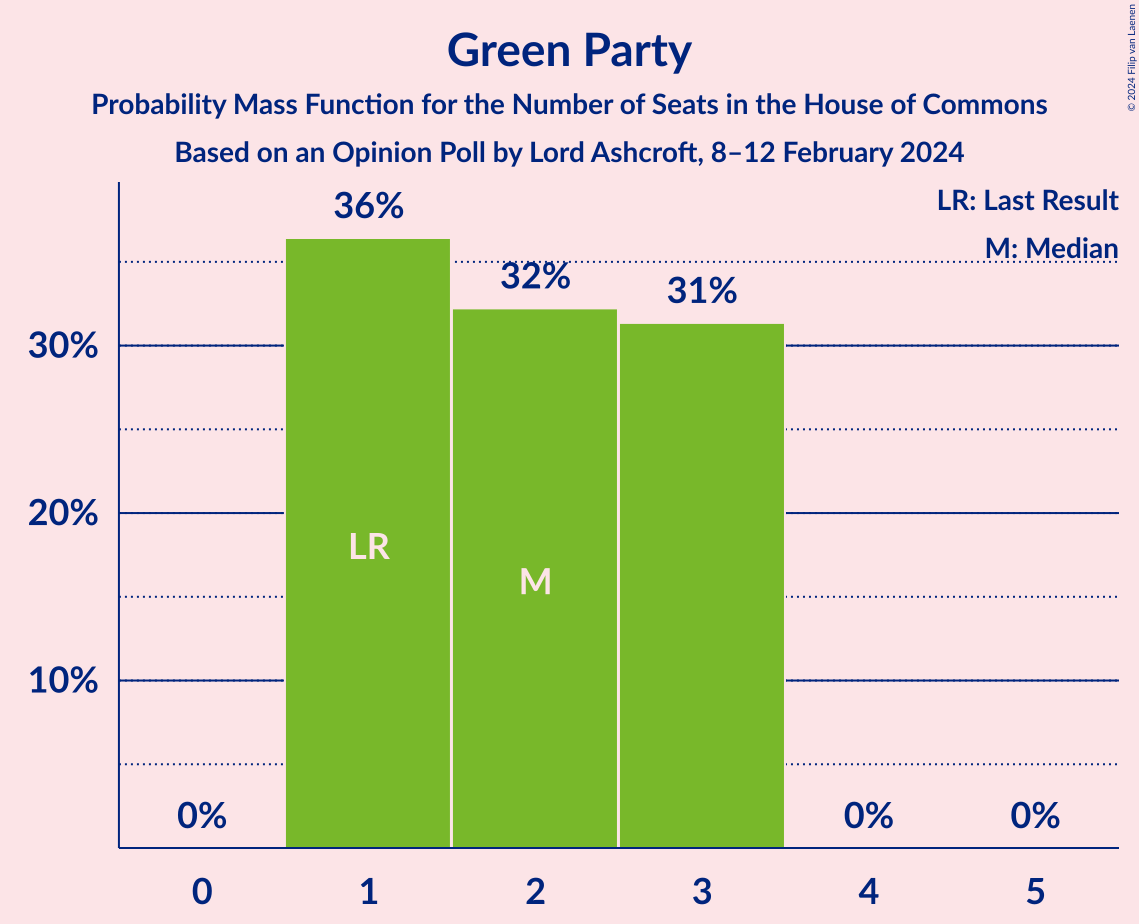 Green Party
Probability Mass Function for the Number of Seats in the House of Commons
Based on an Opinion Poll by Lord Ashcroft, 8–12 February 2024
© 2024 Filip van Laenen
LR: Last Result
M: Median
36%
32%
31%
30%
20%
10%
LR
M
0%
0%
0%
0
1
2
3
4
5